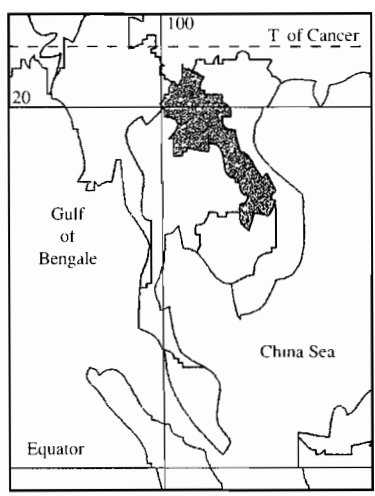 100
T of Cancer
20
Gulf
of
Bengale
China Sea
Equator